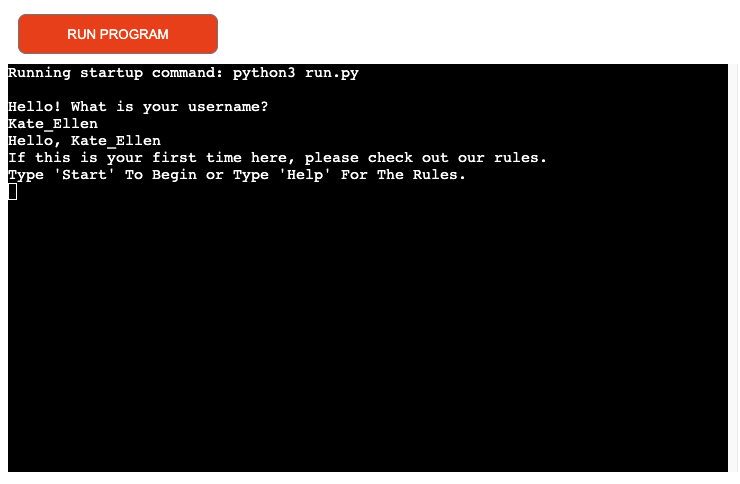 RUN PROGRAM
Running startup command: python3 run.py
Hello! What is your username?
Kate_Ellen
Hello, Kate_Ellen
If this is your first time here, please check out our rules.
Type 'Start' To Begin or Type 'Help' For The Rules.